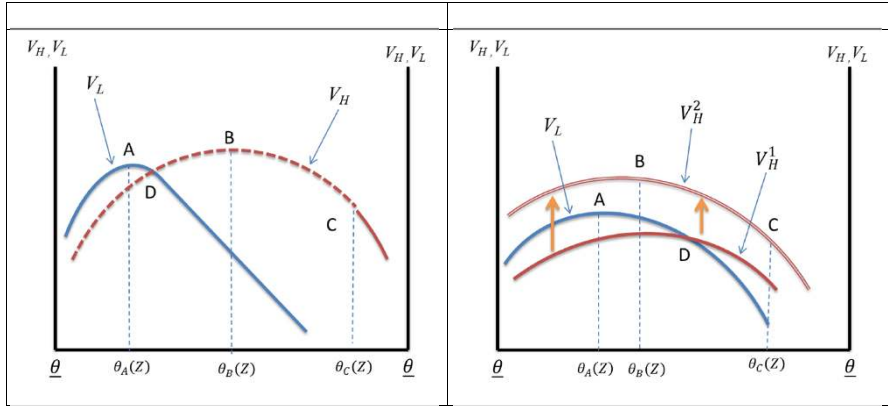 V_H, V_L
V_H, V_L
V_L
V_H
A
B
D
C
θ
θ_A(Z)
θ_B(Z)
θ_C(Z)
θ
V_H, V_L
V_H, V_L
V_H^2
V_L
V_H^1
B
A
C
D
θ
θ_A(Z)
θ_B(Z)
θ_C(Z)
θ